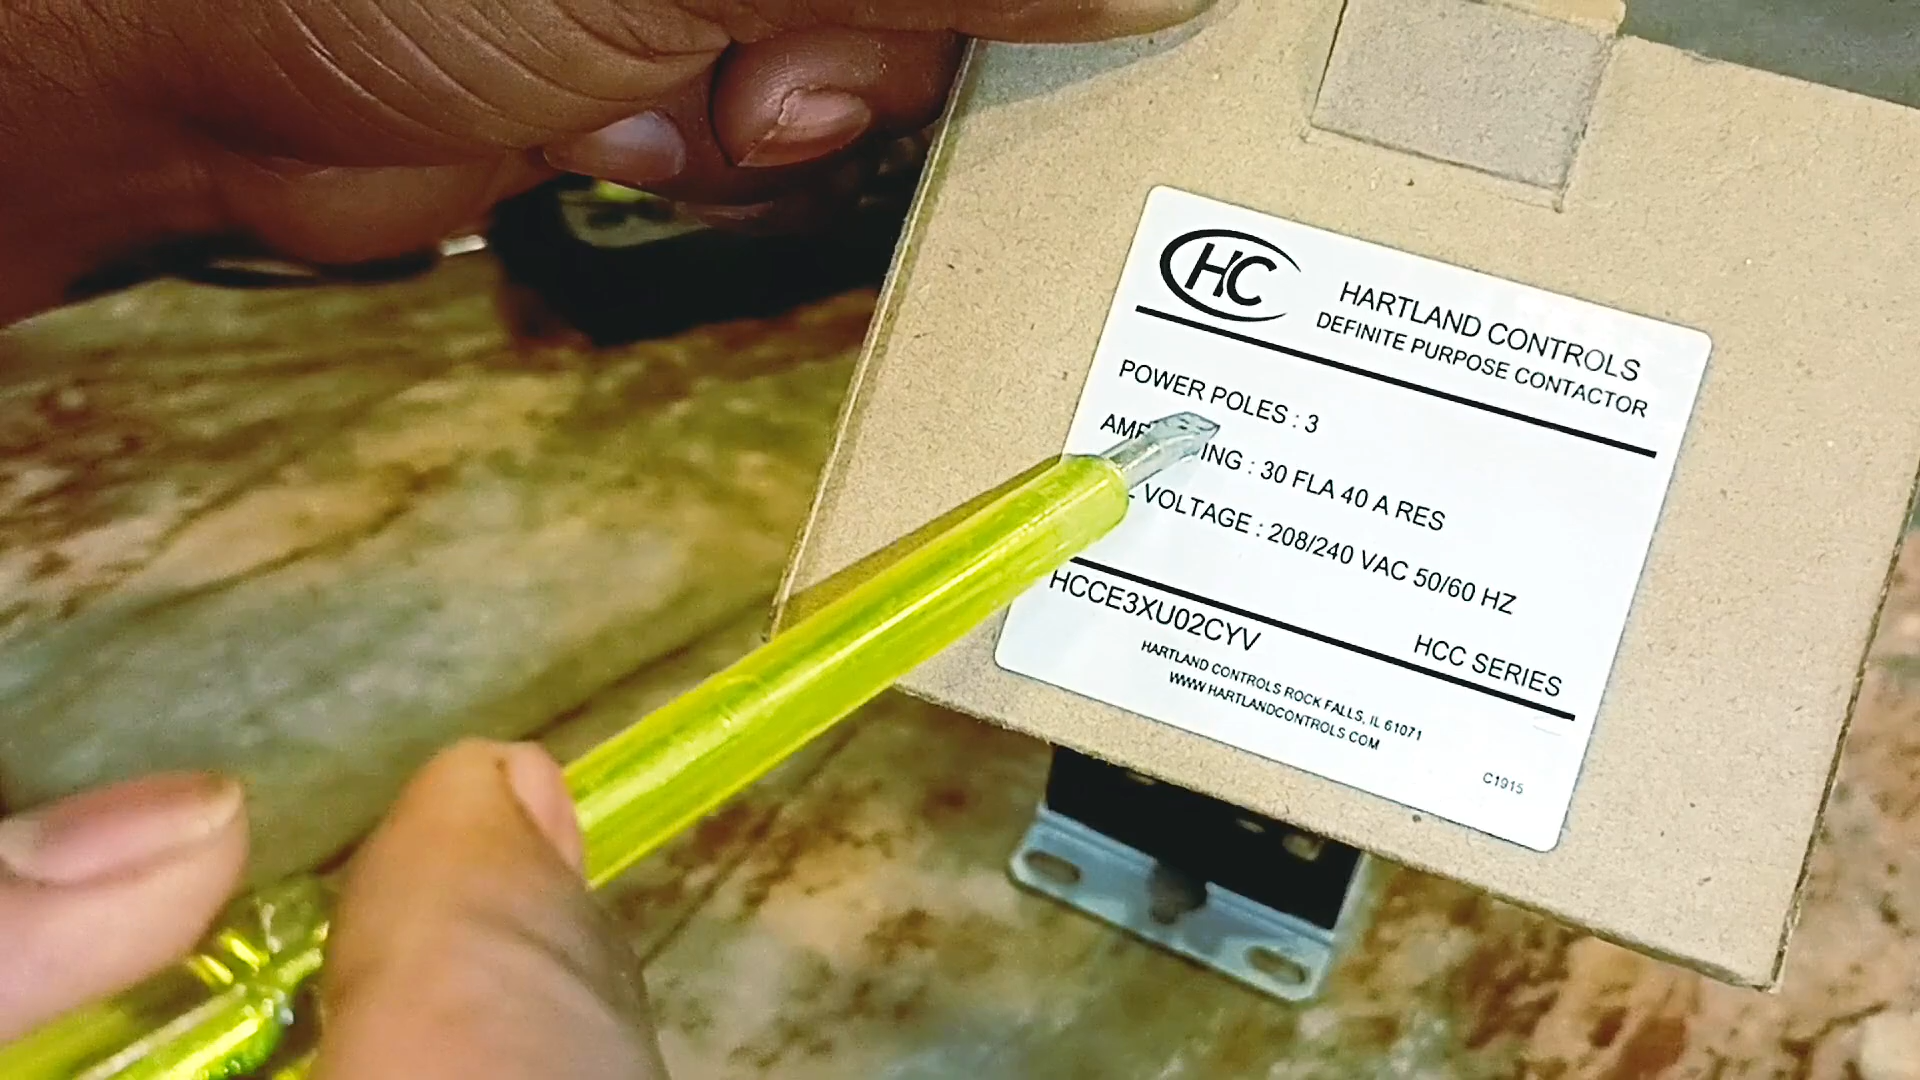 HC
HARTLAND CONTROLS
DEFINITE PURPOSE CONTACTOR
POWER POLES : 3
: 30 FLA 40 A RES
VOLTAGE : 208/240 VAC 50/60 HZ
HCCE3XU02CYV
HCC SERIES
HARTLAND CONTROLS ROCK FALLS, IL 61071
WWW.HARTLANDCONTROLS.COM
C1915